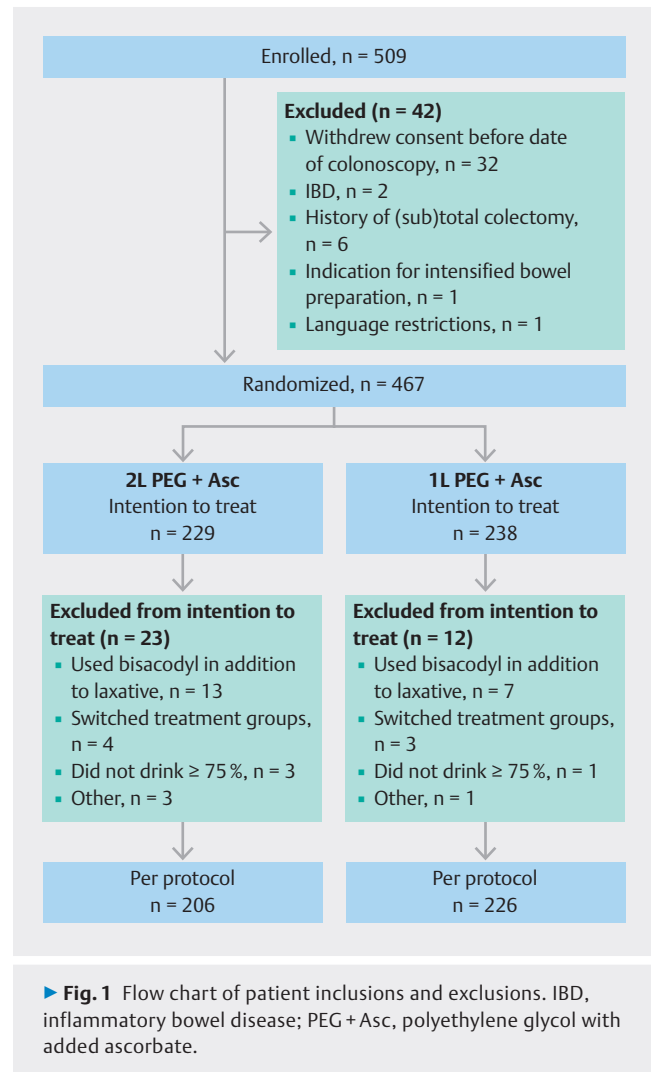 Enrolled, n = 509
Excluded (n = 42)
▪ Withdrew consent before date
of colonoscopy, n = 32
▪ IBD, n = 2
▪ History of (sub)total colectomy,
n = 6
▪ Indication for intensified bowel
preparation, n = 1
▪ Language restrictions, n = 1
Randomized, n = 467
2L PEG + Asc
Intention to treat
n = 229
1L PEG + Asc
Intention to treat
n = 238
Excluded from intention to
treat (n = 23)
▪ Used bisacodyl in addition
to laxative, n = 13
▪ Switched treatment groups,
n = 4
▪ Did not drink ≥ 75 %, n = 3
▪ Other, n = 3
Excluded from intention to
treat (n = 12)
▪ Used bisacodyl in addition
to laxative, n = 7
▪ Switched treatment groups,
n = 3
▪ Did not drink ≥ 75 %, n = 1
▪ Other, n = 1
Per protocol
n = 206
Per protocol
n = 226
▶ Fig. 1 Flow chart of patient inclusions and exclusions. IBD,
inflammatory bowel disease; PEG + Asc, polyethylene glycol with
added ascorbate.